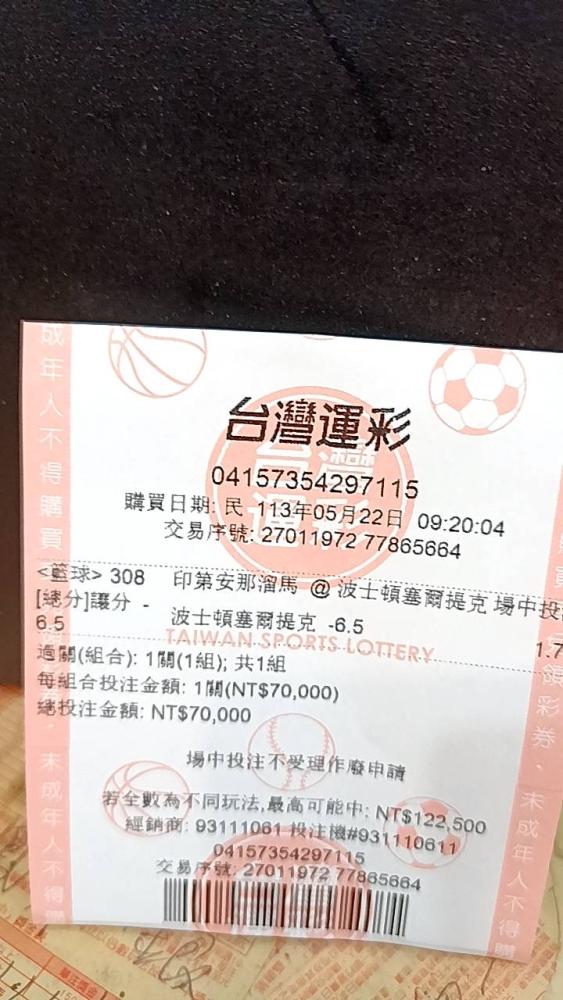 台灣運彩
04157354297115
購買日期: 民 113年05月22日 09:20:04
交易序號: 27011972 77865664
<籃球> 308 印第安那溜馬 @ 波士頓塞爾提克 場中投
[總分]讓分 - 波士頓塞爾提克 -6.5
6.5
1.7
TAIWAN SPORTS LOTTERY
過關(組合): 1關(1組); 共1組
每組合投注金額: 1關(NT$70,000)
總投注金額: NT$70,000
場中投注不受理作廢申請
若全數為不同玩法,最高可能中: NT$122,500
經銷商: 93111061 投注機#931110611
04157354297115
交易序號: 27011972 77865664
成年人不得購買
未成年人不得購
彩券、未成年人不得購